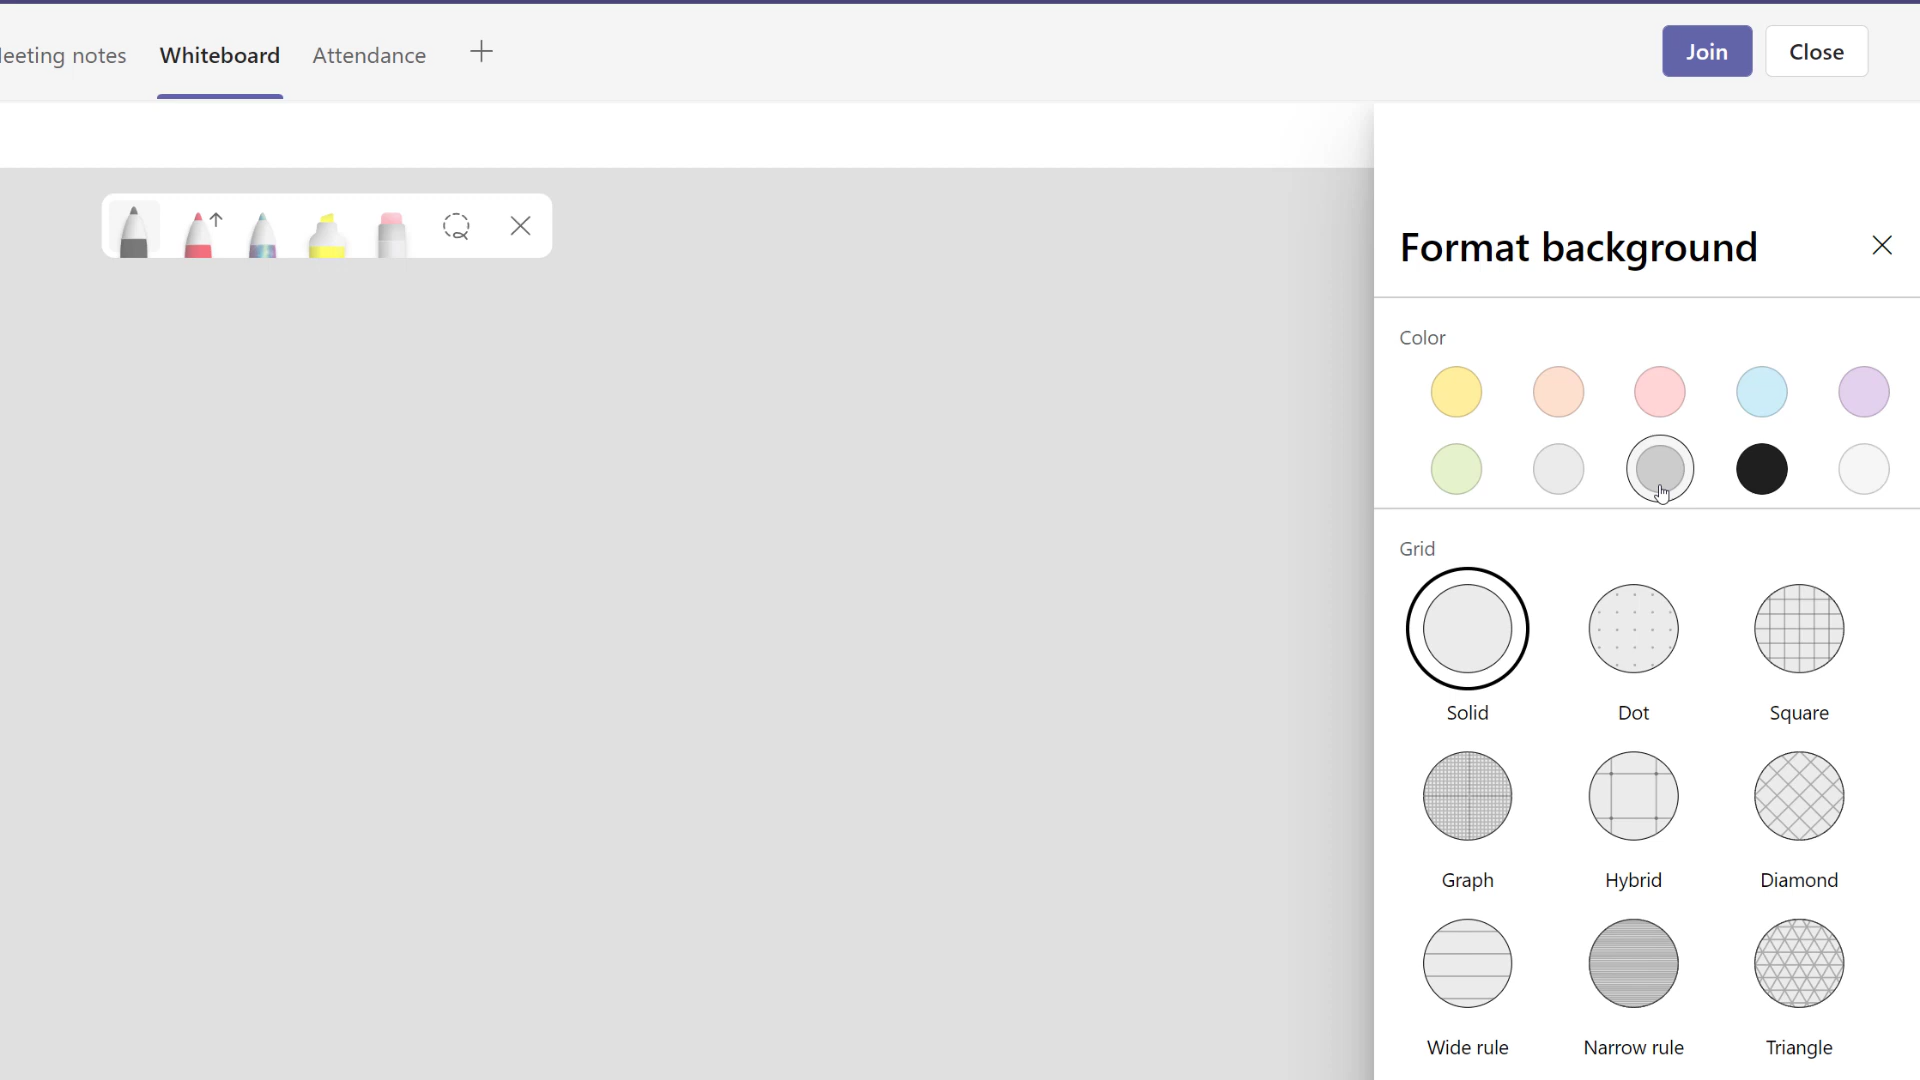 eeting notes Whiteboard Attendance Join Close
Format background
Color
Grid
Solid Dot Square
Graph Hybrid Diamond
Wide rule Narrow rule Triangle